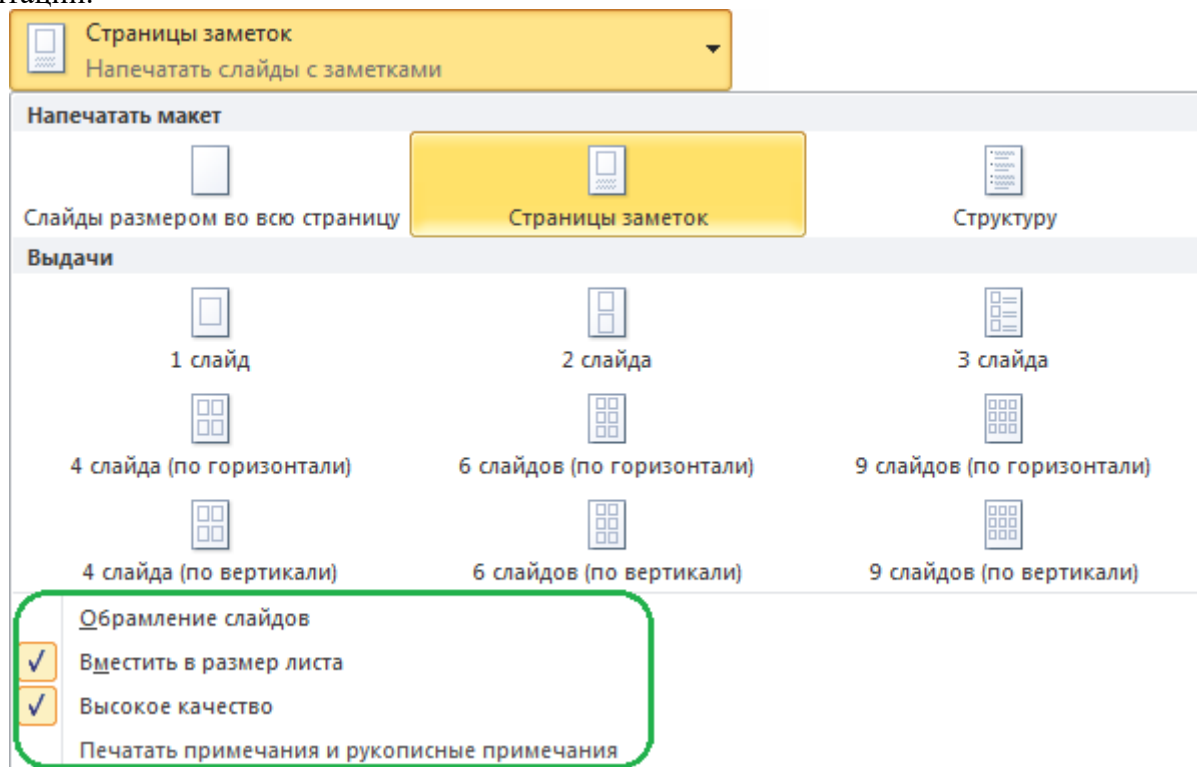 Страницы заметок
Напечатать слайды с заметками
Напечатать макет
Слайды размером во всю страницу Страницы заметок Структуру
Выдачи
1 слайд 2 слайда 3 слайда
4 слайда (по горизонтали) 6 слайдов (по горизонтали) 9 слайдов (по горизонтали)
4 слайда (по вертикали) 6 слайдов (по вертикали) 9 слайдов (по вертикали)
Обрамление слайдов
Вместить в размер листа
Высокое качество
Печатать примечания и рукописные примечания